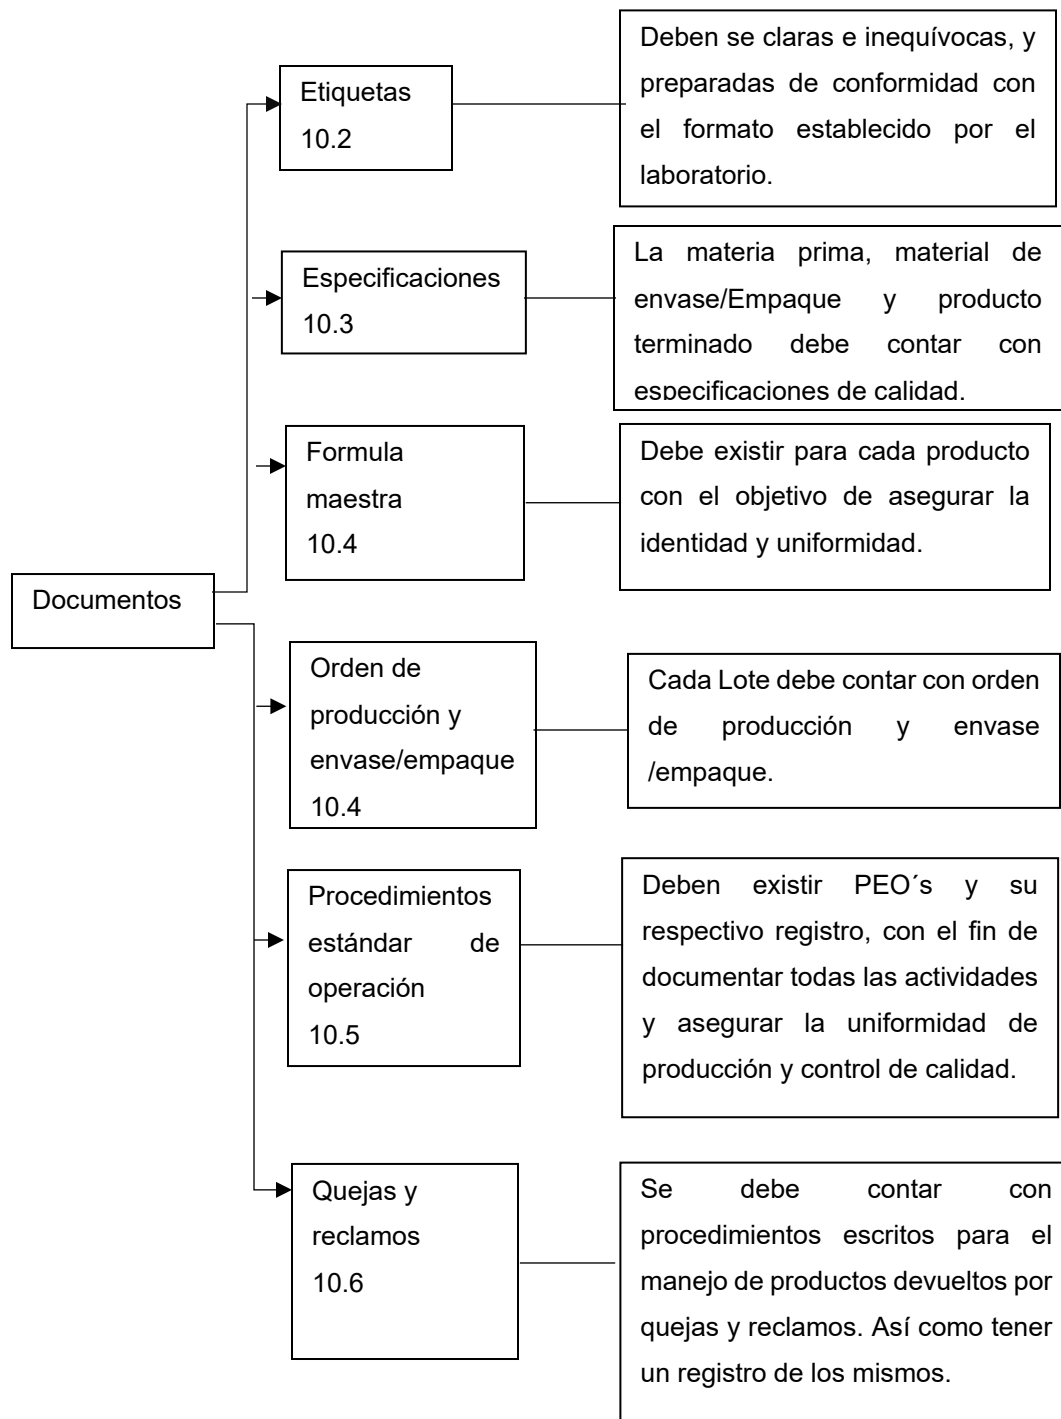 Etiquetas
10.2
Deben se claras e inequívocas, y
preparadas de conformidad con
el formato establecido por el
laboratorio.
Especificaciones
10.3
La materia prima, material de
envase/Empaque y producto
terminado debe contar con
especificaciones de calidad.
Formula
maestra
10.4
Debe existir para cada producto
con el objetivo de asegurar la
identidad y uniformidad.
Documentos
Orden de
producción y
envase/empaque
10.4
Cada Lote debe contar con orden
de producción y envase
/empaque.
Procedimientos
estándar de
operación
10.5
Deben existir PEO´s y su
respectivo registro, con el fin de
documentar todas las actividades
y asegurar la uniformidad de
producción y control de calidad.
Quejas y
reclamos
10.6
Se debe contar con
procedimientos escritos para el
manejo de productos devueltos por
quejas y reclamos. Así como tener
un registro de los mismos.